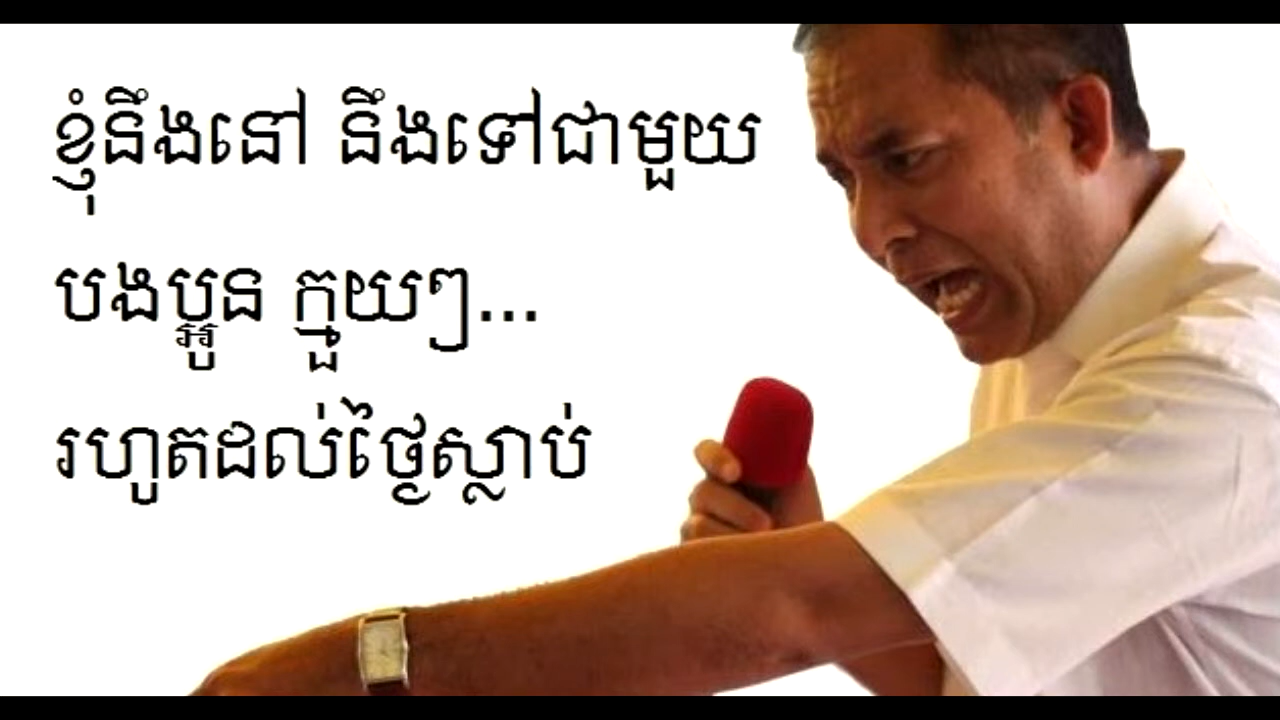 ខ្ញុំនឹងនៅ នឹងទៅជាមួយ
បងប្អូន ក្មួយៗ...
រហូតដល់ថ្ងៃស្លាប់